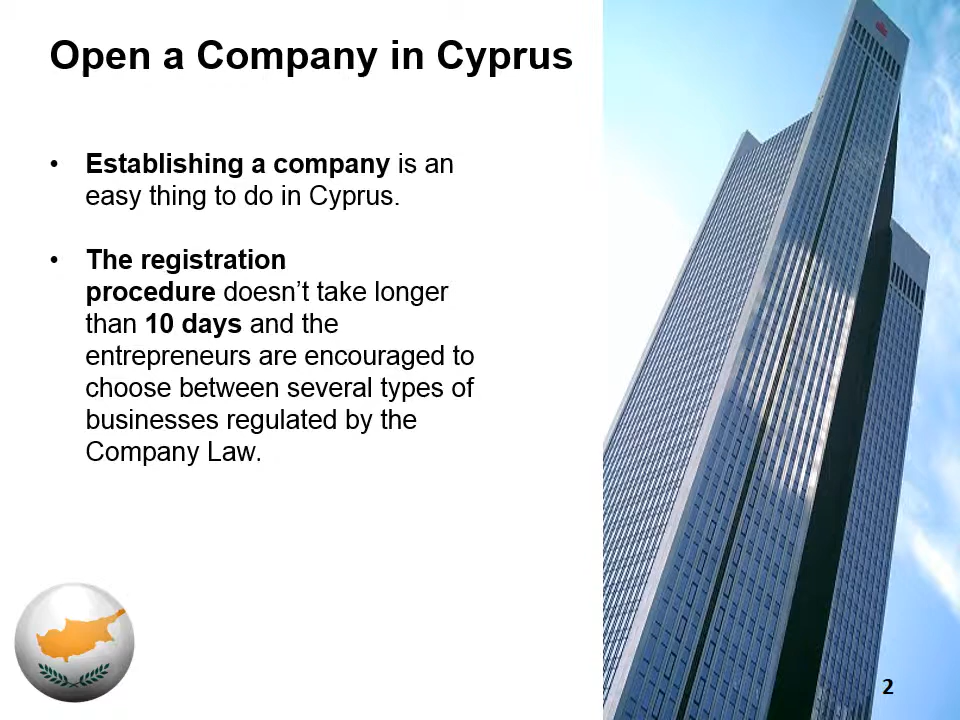 Open a Company in Cyprus
• Establishing a company is an
easy thing to do in Cyprus.
• The registration
procedure doesn’t take longer
than 10 days and the
entrepreneurs are encouraged to
choose between several types of
businesses regulated by the
Company Law.
2